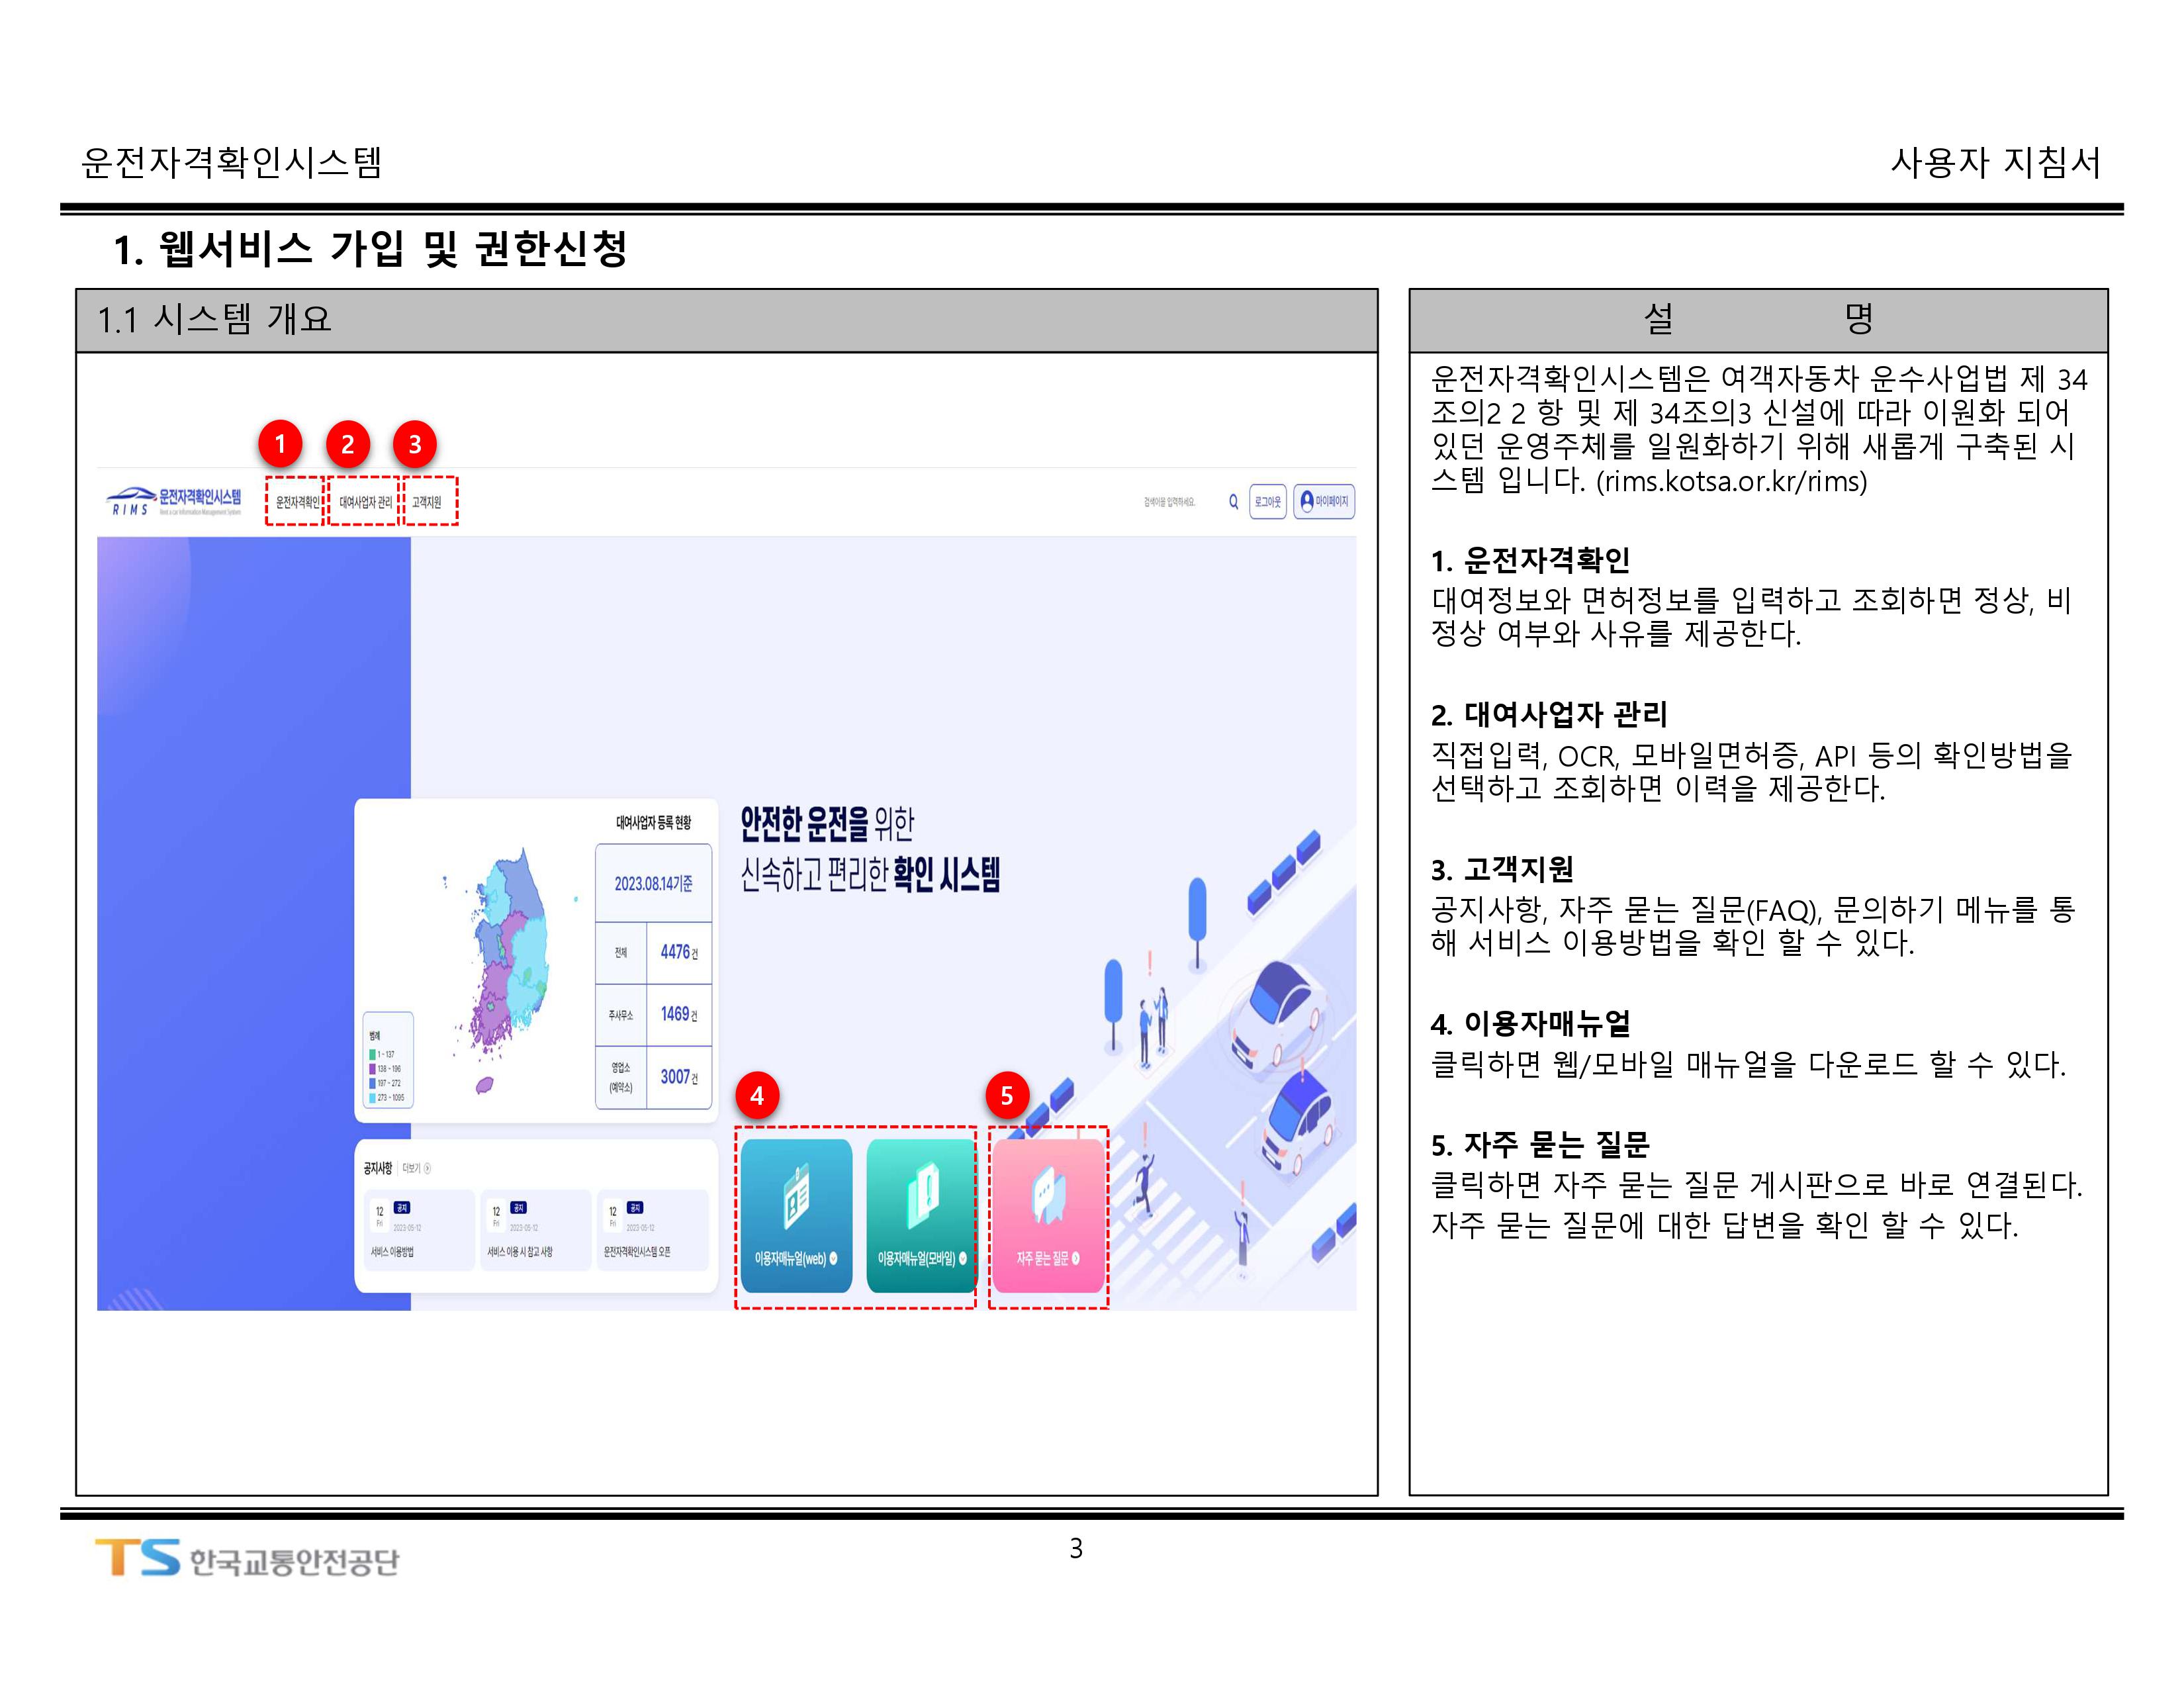 운전자격확인시스템
사용자 지침서
1. 웹서비스 가입 및 권한신청
1.1 시스템 개요
1 2 3
운전자격확인시스템
RIMS
Rent a car Information Management System
운전자격확인 대여사업자 관리 고객지원
검색어를 입력하세요. 로그아웃 마이페이지
대여사업자 등록 현황
2023.08.14기준
전체 4476 건
주사무소 1469 건
영업소
(예약소) 3007 건
범례
1 - 137
138 - 196
197 - 272
273 - 1095
안전한 운전을 위한
신속하고 편리한 확인 시스템
공지사항 더보기
12 공지
Fri 2023-05-12
서비스 이용방법
12 공지
Fri 2023-05-12
서비스 이용 시 참고 사항
12 공지
Fri 2023-05-12
운전자격확인시스템 오픈
4 5
이용자매뉴얼(web)
이용자매뉴얼(모바일)
자주 묻는 질문
설 명
운전자격확인시스템은 여객자동차 운수사업법 제 34
조의2 2 항 및 제 34조의3 신설에 따라 이원화 되어
있던 운영주체를 일원화하기 위해 새롭게 구축된 시
스템 입니다. (rims.kotsa.or.kr/rims)
1. 운전자격확인
대여정보와 면허정보를 입력하고 조회하면 정상, 비
정상 여부와 사유를 제공한다.
2. 대여사업자 관리
직접입력, OCR, 모바일면허증, API 등의 확인방법을
선택하고 조회하면 이력을 제공한다.
3. 고객지원
공지사항, 자주 묻는 질문(FAQ), 문의하기 메뉴를 통
해 서비스 이용방법을 확인 할 수 있다.
4. 이용자매뉴얼
클릭하면 웹/모바일 매뉴얼을 다운로드 할 수 있다.
5. 자주 묻는 질문
클릭하면 자주 묻는 질문 게시판으로 바로 연결된다.
자주 묻는 질문에 대한 답변을 확인 할 수 있다.
TS 한국교통안전공단
3